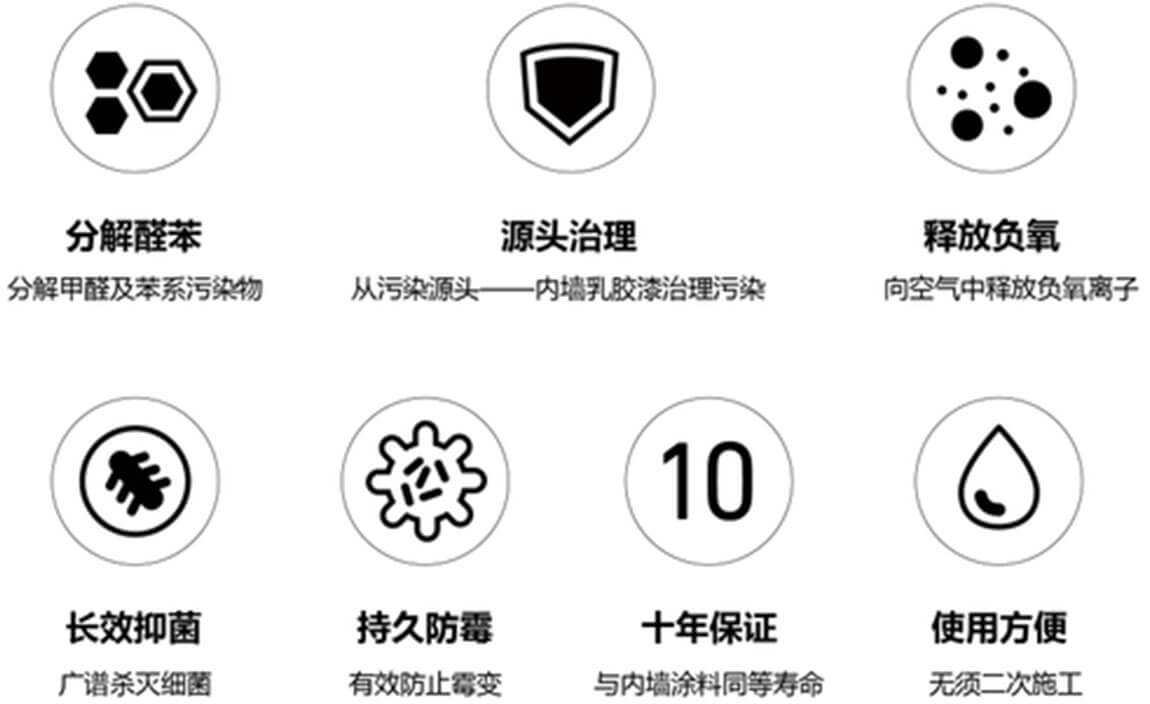 分解醛苯
源头治理
释放负氧
分解甲醛及苯系污染物
从污染源头——内墙乳胶漆治理污染
向空气中释放负氧离子
10
长效抑菌
持久防霉
十年保证
使用方便
广谱杀灭细菌
有效防止霉变
与内墙涂料同等寿命
无须二次施工